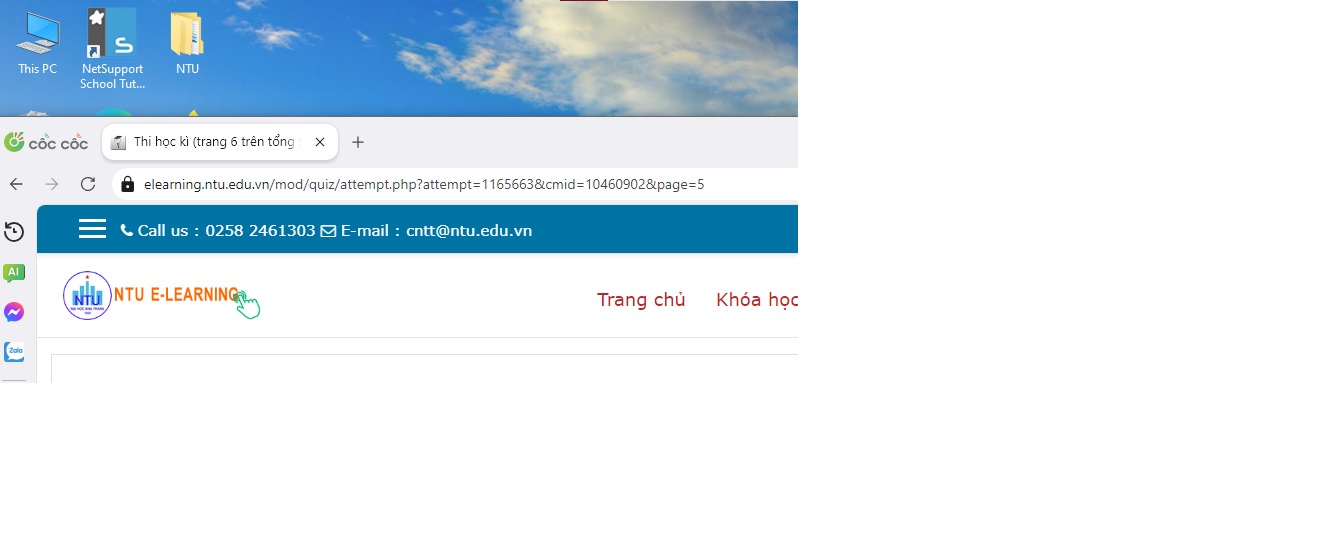 This PC
NetSupport
School Tut...
NTU
cốc cốc
Thi học kì (trang 6 trên tổng
elearning.ntu.edu.vn/mod/quiz/attempt.php?attempt=1165663&cmid=10460902&page=5
Call us : 0258 2461303 E-mail : cntt@ntu.edu.vn
AI
NTU
NTU E-LEARNING
Trang chủ
Khóa học
Zalo